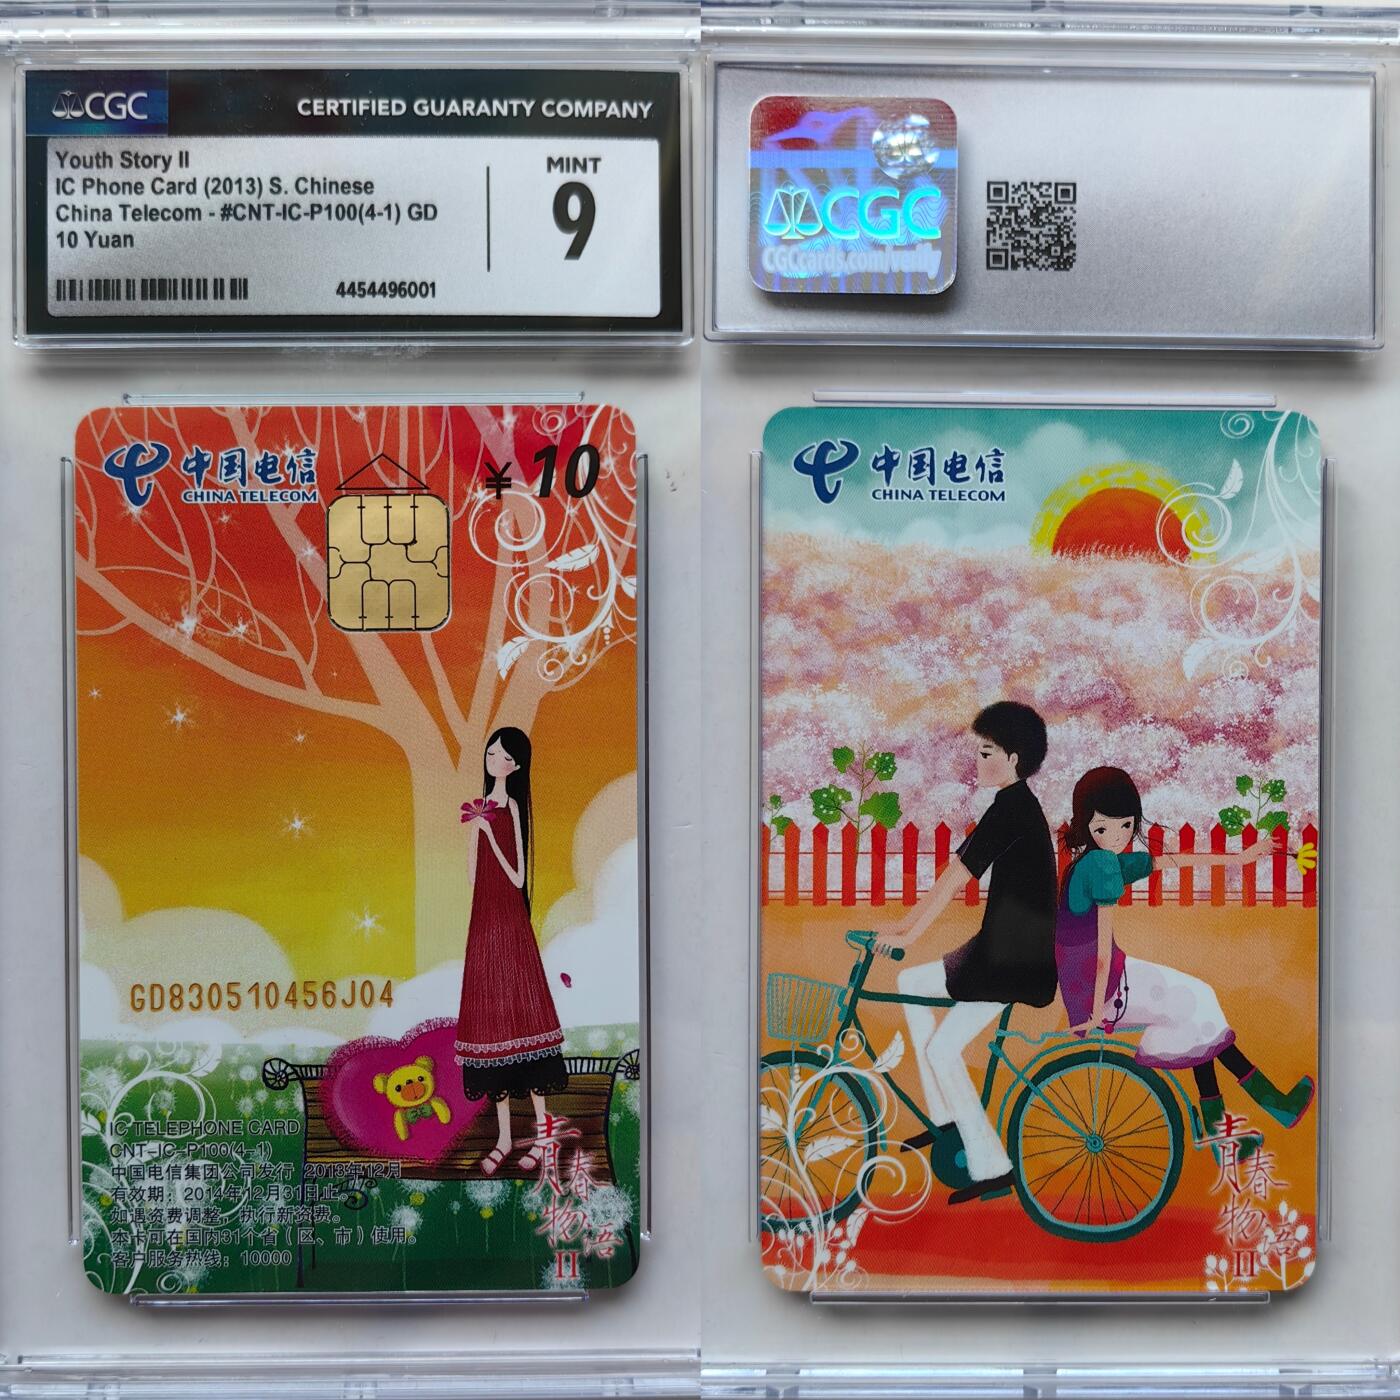 CGC
CERTIFIED GUARANTY COMPANY
Youth Story II
IC Phone Card (2013) S. Chinese
China Telecom - #CNT-IC-P100(4-1) GD
10 Yuan
MINT
9
4454496001
中国电信
CHINA TELECOM
¥ 10
GD830510456J04
IC TELEPHONE CARD
CNT-IC-P100(4-1)
中国电信集团公司发行 2013年12月
有效期：2014年12月31日止。
如遇资费调整，执行新资费。
本卡可在国内31个省（区、市）使用。
客户服务热线：10000
青春物语
II
CGC
CGCcards.com/verify
中国电信
CHINA TELECOM
青春物语
II